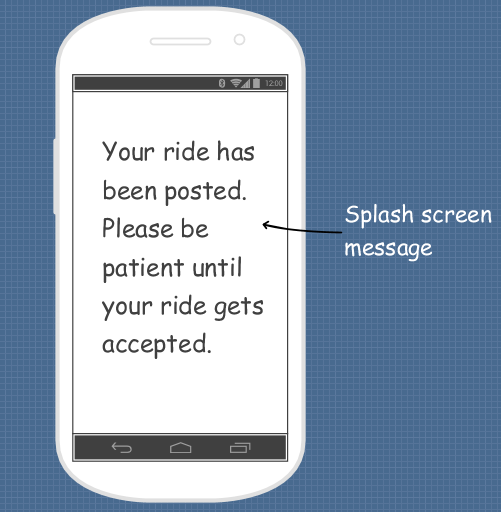 12:00
Your ride has
been posted.
Please be
patient until
your ride gets
accepted.
Splash screen
message